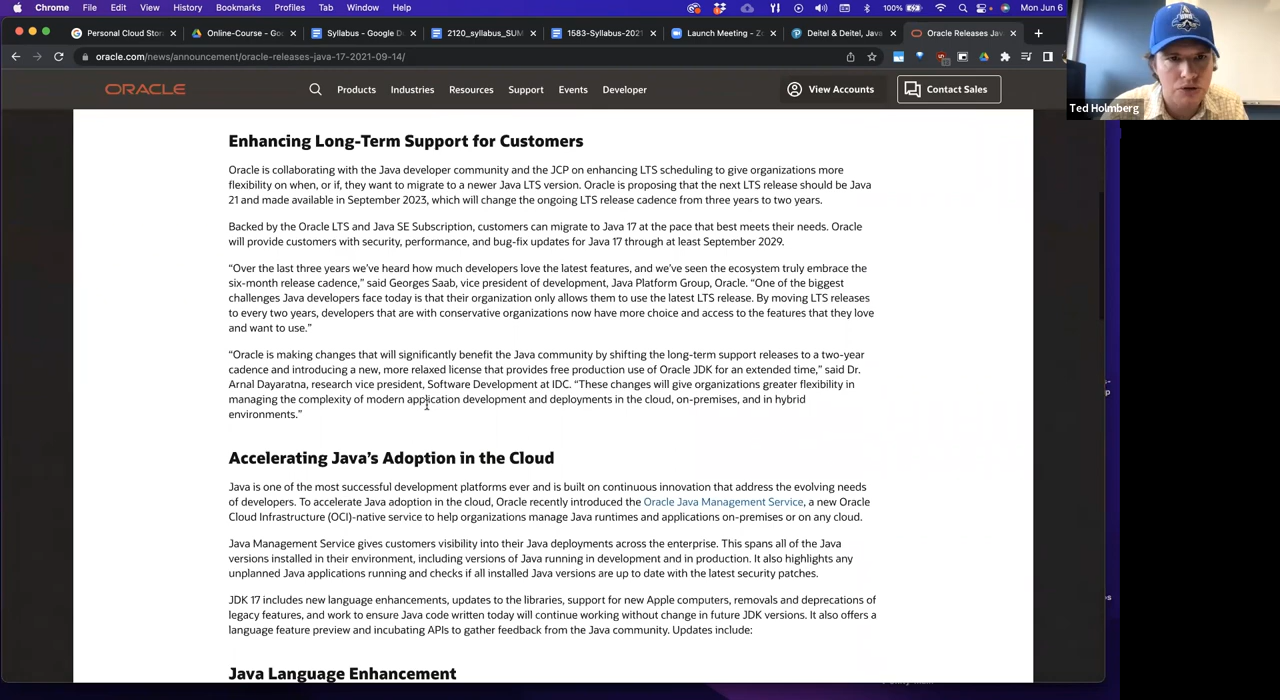 Chrome File Edit View History Bookmarks Profiles Tab Window Help 100% Mon Jun 6
Personal Cloud Stor Online-Course - Go Syllabus - Google D 2120_syllabus_SUM 1583-Syllabus-2021 Launch Meeting - Z Deitel & Deitel, Java Oracle Releases Jav
oracle.com/news/announcement/oracle-releases-java-17-2021-09-14/
ORACLE Products Industries Resources Support Events Developer View Accounts Contact Sales
Ted Holmberg
Enhancing Long-Term Support for Customers
Oracle is collaborating with the Java developer community and the JCP on enhancing LTS scheduling to give organizations more
flexibility on when, or if, they want to migrate to a newer Java LTS version. Oracle is proposing that the next LTS release should be Java
21 and made available in September 2023, which will change the ongoing LTS release cadence from three years to two years.
Backed by the Oracle LTS and Java SE Subscription, customers can migrate to Java 17 at the pace that best meets their needs. Oracle
will provide customers with security, performance, and bug-fix updates for Java 17 through at least September 2029.
“Over the last three years we’ve heard how much developers love the latest features, and we’ve seen the ecosystem truly embrace the
six-month release cadence,” said Georges Saab, vice president of development, Java Platform Group, Oracle. “One of the biggest
challenges Java developers face today is that their organization only allows them to use the latest LTS release. By moving LTS releases
to every two years, developers that are with conservative organizations now have more choice and access to the features that they love
and want to use.”
“Oracle is making changes that will significantly benefit the Java community by shifting the long-term support releases to a two-year
cadence and introducing a new, more relaxed license that provides free production use of Oracle JDK for an extended time,” said Dr.
Arnal Dayaratna, research vice president, Software Development at IDC. “These changes will give organizations greater flexibility in
managing the complexity of modern application development and deployments in the cloud, on-premises, and in hybrid
environments.”
Accelerating Java’s Adoption in the Cloud
Java is one of the most successful development platforms ever and is built on continuous innovation that address the evolving needs
of developers. To accelerate Java adoption in the cloud, Oracle recently introduced the Oracle Java Management Service, a new Oracle
Cloud Infrastructure (OCI)-native service to help organizations manage Java runtimes and applications on-premises or on any cloud.
Java Management Service gives customers visibility into their Java deployments across the enterprise. This spans all of the Java
versions installed in their environment, including versions of Java running in development and in production. It also highlights any
unplanned Java applications running and checks if all installed Java versions are up to date with the latest security patches.
JDK 17 includes new language enhancements, updates to the libraries, support for new Apple computers, removals and deprecations of
legacy features, and work to ensure Java code written today will continue working without change in future JDK versions. It also offers a
language feature preview and incubating APIs to gather feedback from the Java community. Updates include:
Java Language Enhancement